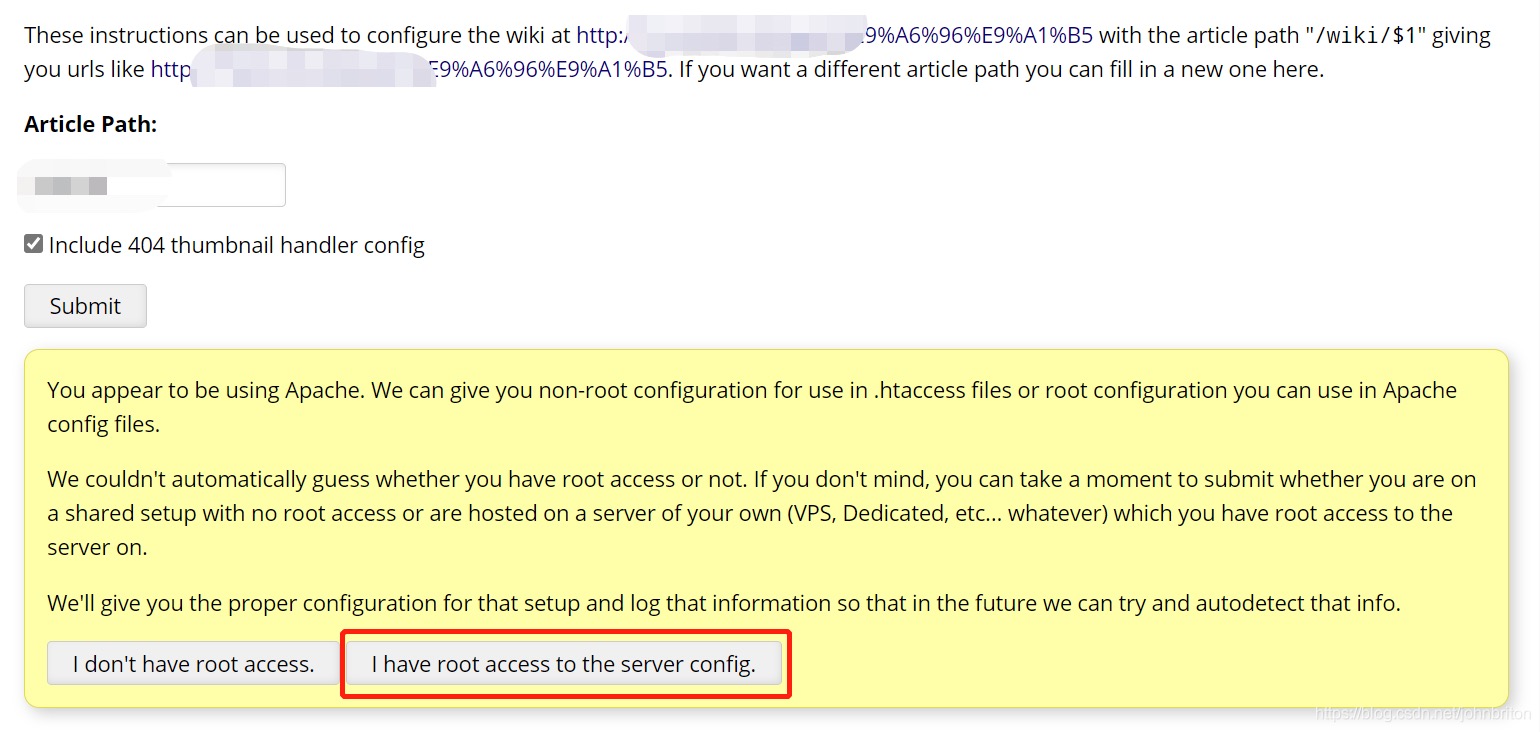 These instructions can be used to configure the wiki at http:/ E9%A6%96%E9%A1%B5 with the article path "/wiki/$1" giving
you urls like http E9%A6%96%E9%A1%B5. If you want a different article path you can fill in a new one here.
Article Path:
Include 404 thumbnail handler config
Submit
You appear to be using Apache. We can give you non-root configuration for use in .htaccess files or root configuration you can use in Apache
config files.
We couldn't automatically guess whether you have root access or not. If you don't mind, you can take a moment to submit whether you are on
a shared setup with no root access or are hosted on a server of your own (VPS, Dedicated, etc... whatever) which you have root access to the
server on.
We'll give you the proper configuration for that setup and log that information so that in the future we can try and autodetect that info.
I don't have root access. I have root access to the server config.
https://blog.csdn.net/johnbriton